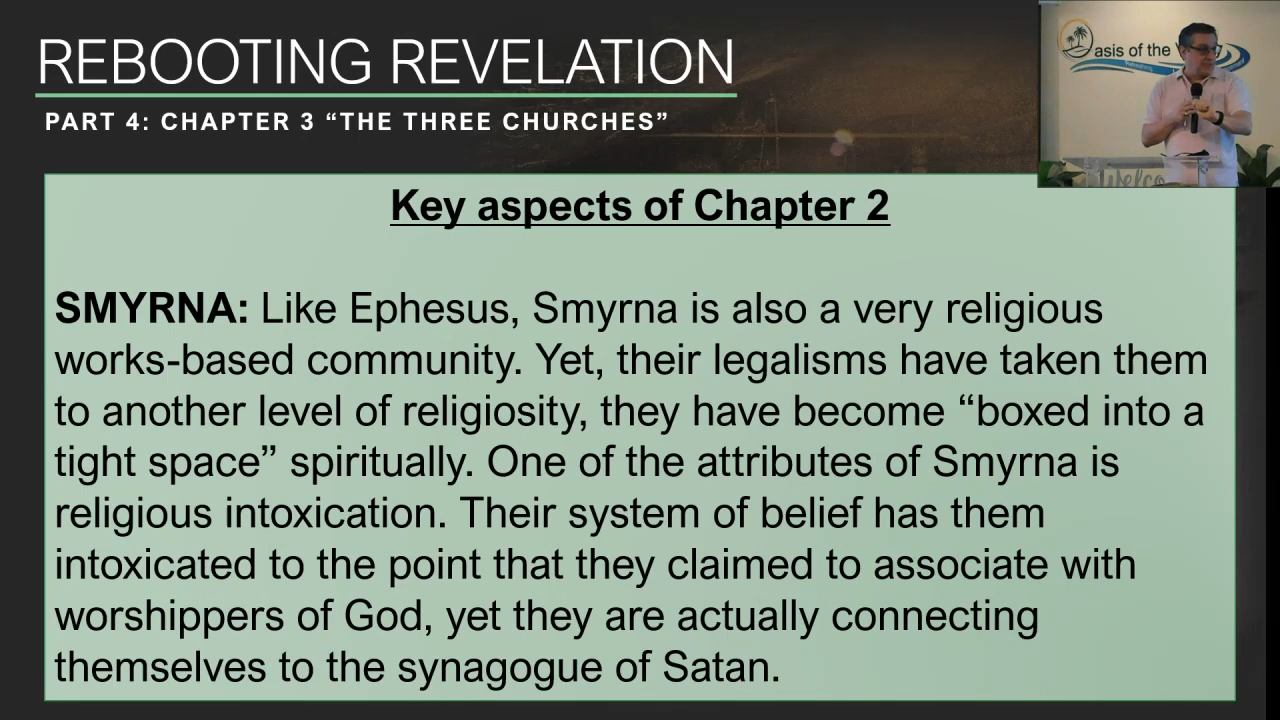 REBOOTING REVELATION
PART 4: CHAPTER 3 “THE THREE CHURCHES”
asis of the
Welco
Key aspects of Chapter 2
SMYRNA: Like Ephesus, Smyrna is also a very religious
works-based community. Yet, their legalisms have taken them
to another level of religiosity, they have become “boxed into a
tight space” spiritually. One of the attributes of Smyrna is
religious intoxication. Their system of belief has them
intoxicated to the point that they claimed to associate with
worshippers of God, yet they are actually connecting
themselves to the synagogue of Satan.